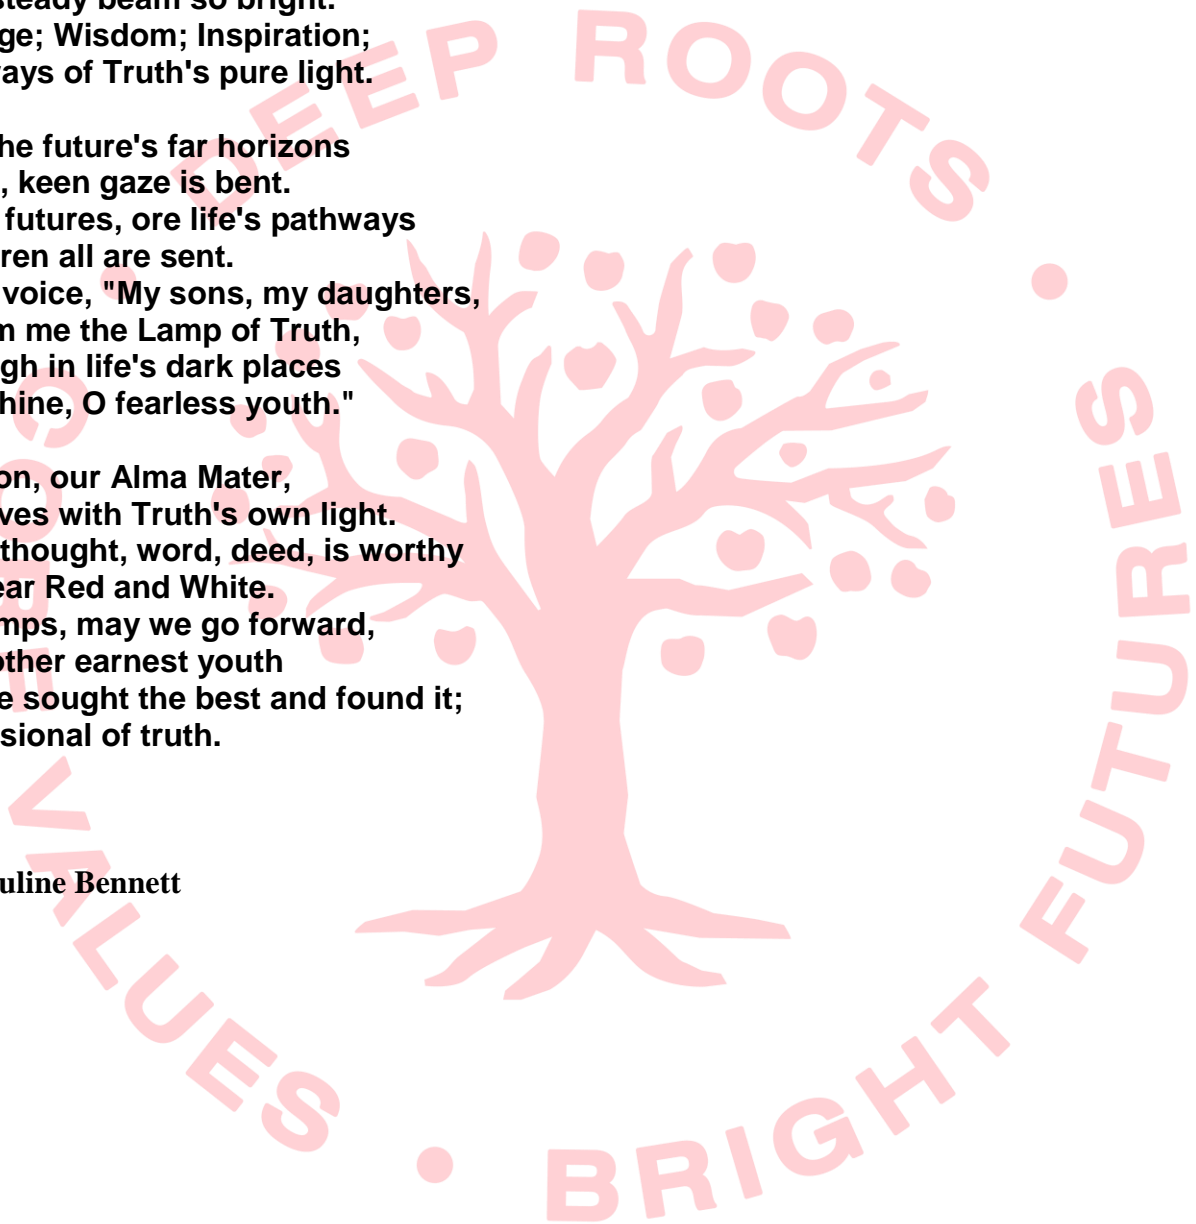 steady beam so bright.
ge; Wisdom; Inspiration;
ays of Truth's pure light.
he future's far horizons
, keen gaze is bent.
futures, ore life's pathways
ren all are sent.
voice, "My sons, my daughters,
m me the Lamp of Truth,
gh in life's dark places
hine, O fearless youth."
on, our Alma Mater,
ves with Truth's own light.
thought, word, deed, is worthy
ear Red and White.
mps, may we go forward,
other earnest youth
e sought the best and found it;
sional of truth.
uline Bennett
DEEP ROOTS • BRIGHT FUTURES • CORE VALUES •